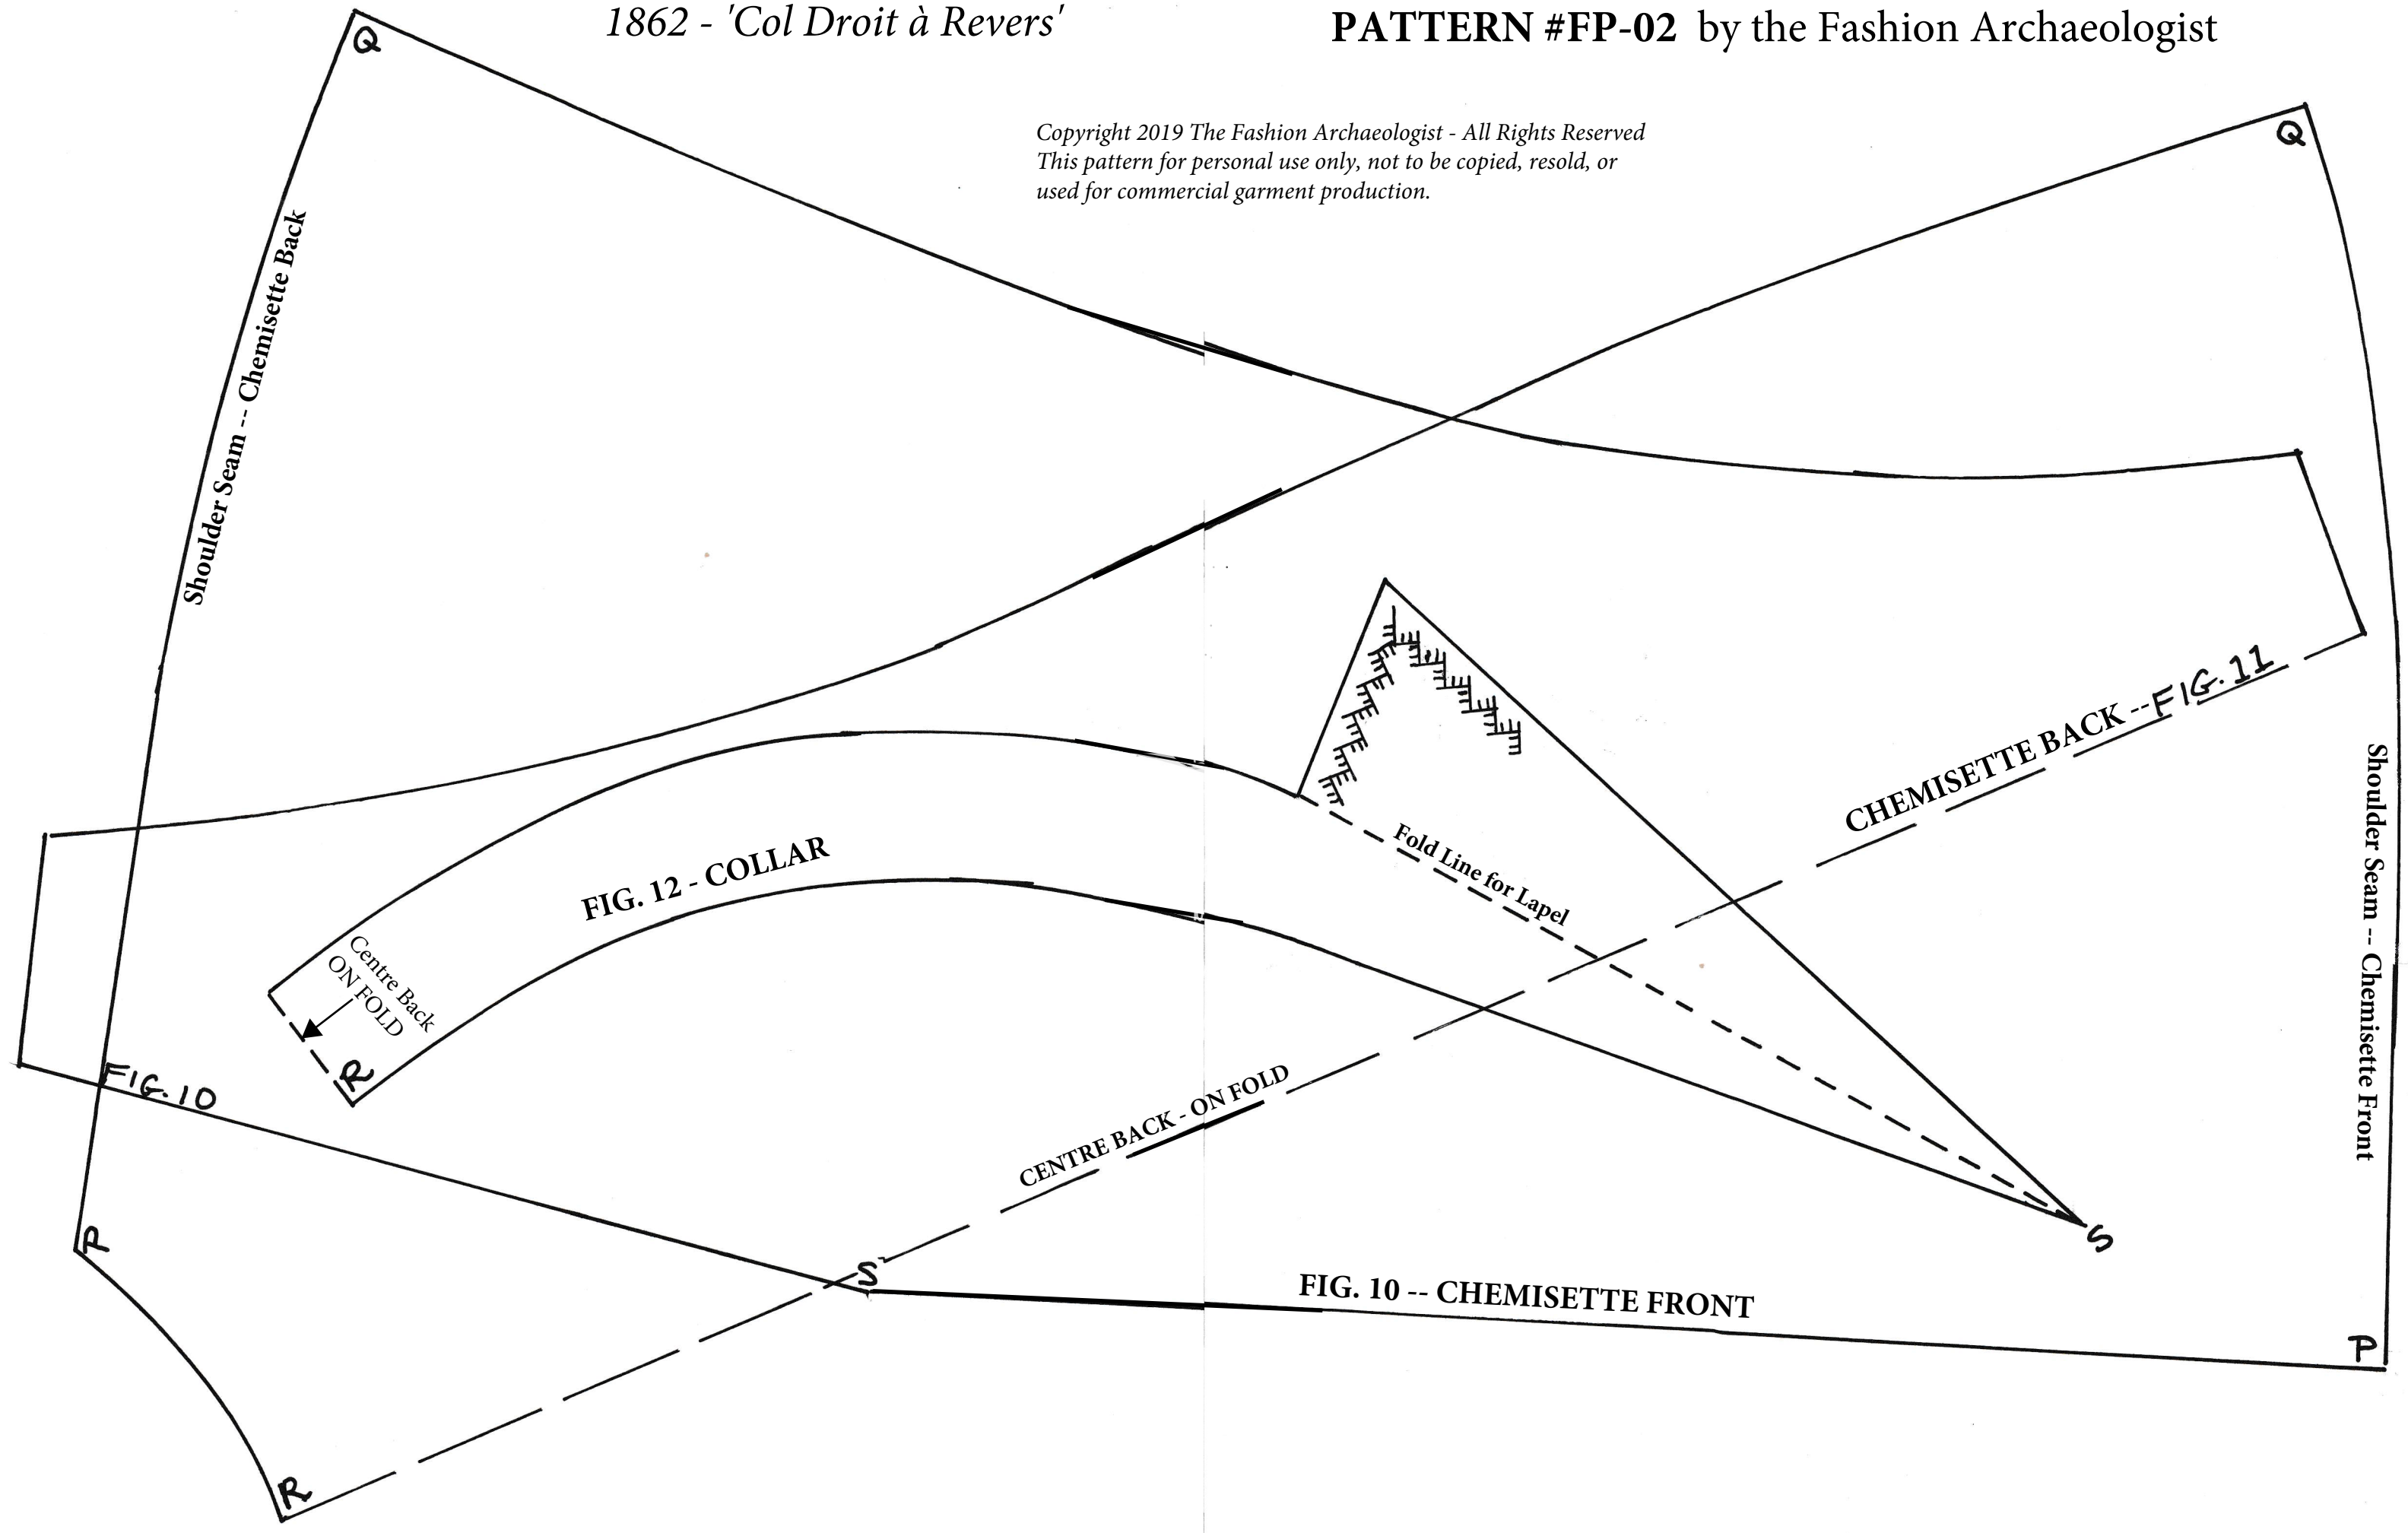 1862 - 'Col Droit à Revers'
PATTERN #FP-02 by the Fashion Archaeologist
Q
Copyright 2019 The Fashion Archaeologist - All Rights Reserved
This pattern for personal use only, not to be copied, resold, or
used for commercial garment production.
Q
Shoulder Seam -- Chemisette Back
CHEMISETTE BACK --FIG. 11
Shoulder Seam -- Chemisette Front
Fold Line for Lapel
FIG. 12 - COLLAR
Centre Back
ON FOLD
R
FIG. 10
CENTRE BACK - ON FOLD
P
S
S
FIG. 10 -- CHEMISETTE FRONT
P
R